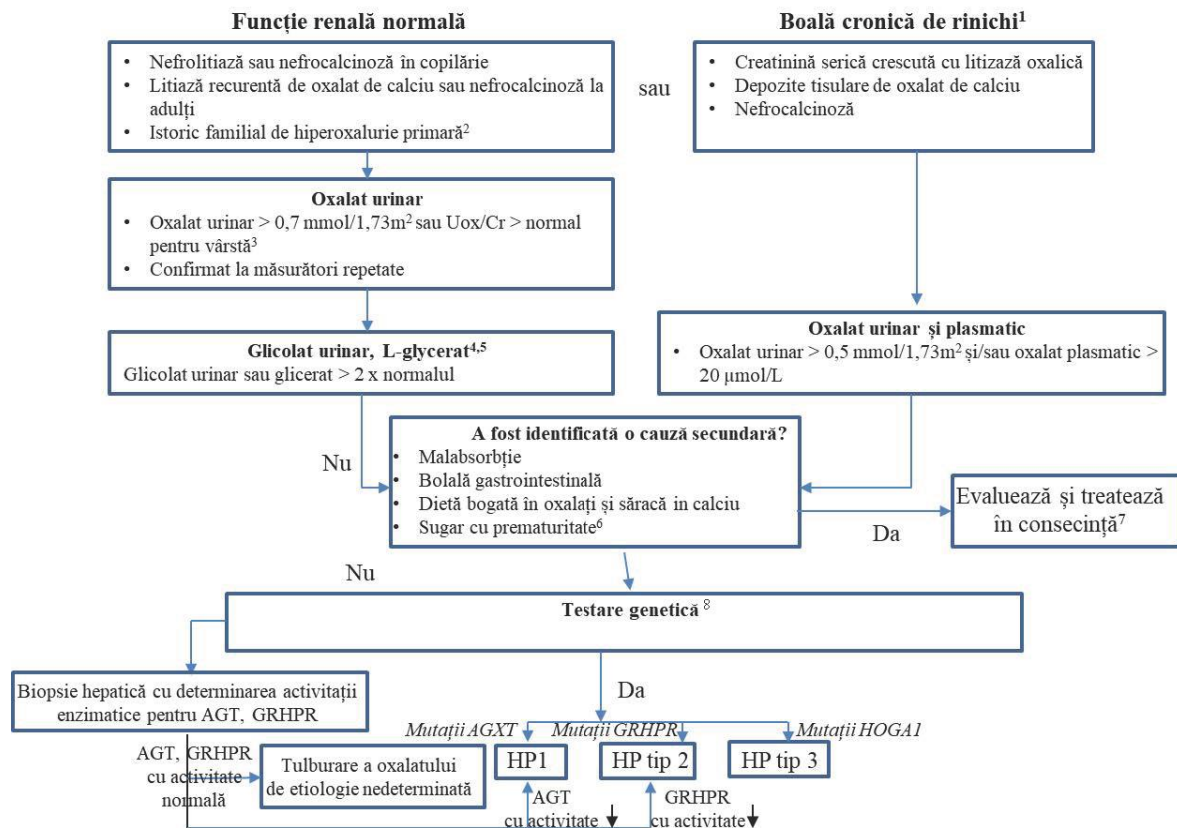 Funcție renală normală
Boală cronică de rinichi¹
• Nefrolitiază sau nefrocalcinoză în copilărie
• Litiază recurentă de oxalat de calciu sau nefrocalcinoză la
adulți
• Istoric familial de hiperoxalurie primară²
sau
• Creatinină serică crescută cu litizază oxalică
• Depozite tisulare de oxalat de calciu
• Nefrocalcinoză
Oxalat urinar
• Oxalat urinar > 0,7 mmol/1,73m² sau Uox/Cr > normal
pentru vârstă³
• Confirmat la măsurători repetate
Glicolat urinar, L-glycerat⁴,⁵
Glicolat urinar sau glicerat > 2 x normalul
Oxalat urinar și plasmatic
• Oxalat urinar > 0,5 mmol/1,73m² și/sau oxalat plasmatic >
20 μmol/L
Nu
A fost identificată o cauză secundară?
• Malabsorbție
• Bolală gastrointestinală
• Dietă bogată în oxalați și săracă in calciu
• Sugar cu prematuritate⁶
Da
Evaluează și treatează
în consecință⁷
Nu
Testare genetică ⁸
Biopsie hepatică cu determinarea activitații
enzimatice pentru AGT, GRHPR
Da
Mutații AGXT
Mutații GRHPR
Mutații HOGA1
HP1
HP tip 2
HP tip 3
AGT, GRHPR
cu activitate
normală
Tulburare a oxalatului
de etiologie nedeterminată
AGT
cu activitate
GRHPR
cu activitate